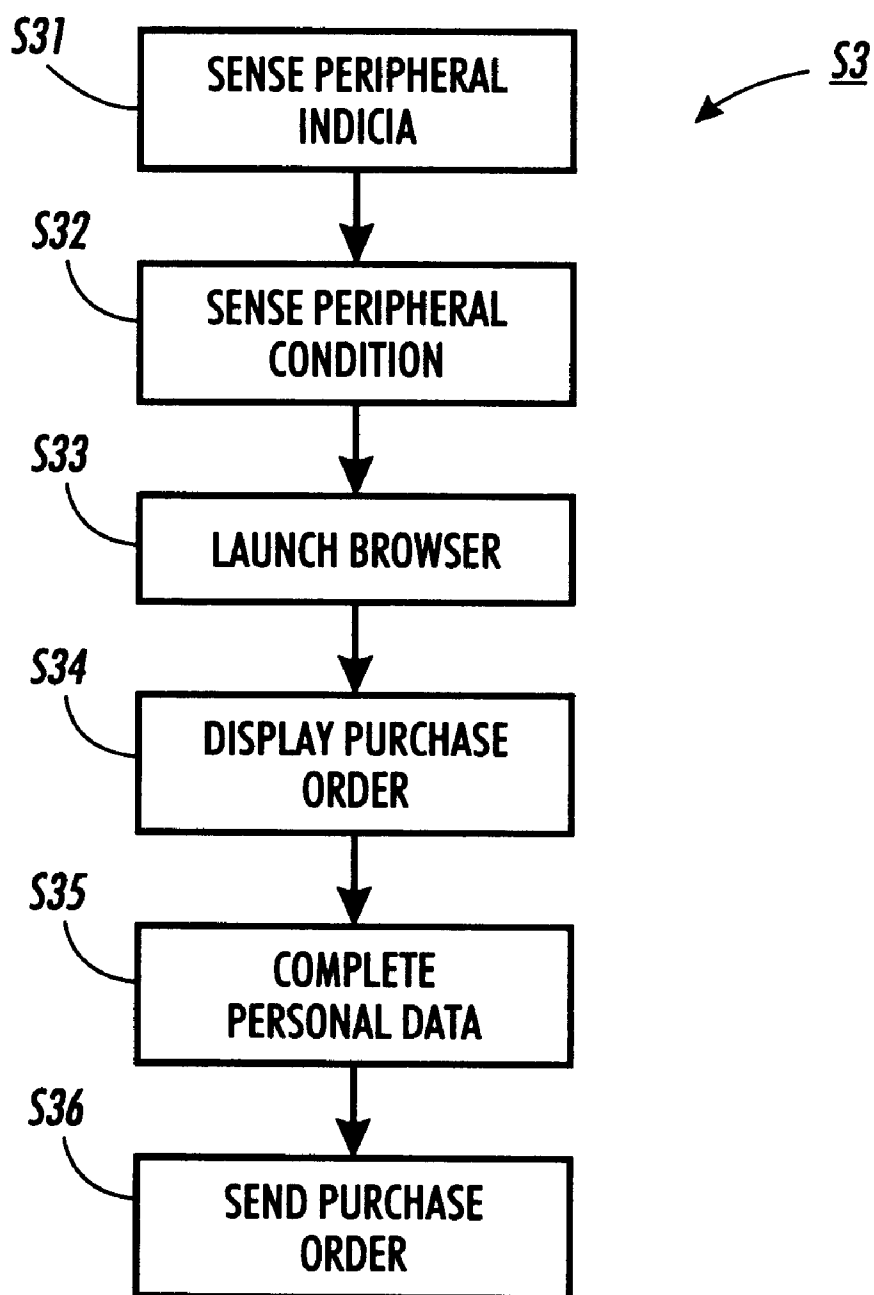 S31
SENSE PERIPHERAL
INDICIA
S3
S32
SENSE PERIPHERAL
CONDITION
S33
LAUNCH BROWSER
S34
DISPLAY PURCHASE
ORDER
S35
COMPLETE
PERSONAL DATA
S36
SEND PURCHASE
ORDER